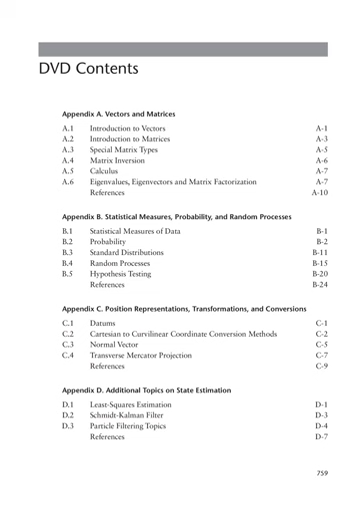 DVD Contents
Appendix A. Vectors and Matrices
A.1 Introduction to Vectors A-1
A.2 Introduction to Matrices A-3
A.3 Special Matrix Types A-5
A.4 Matrix Inversion A-6
A.5 Calculus A-7
A.6 Eigenvalues, Eigenvectors and Matrix Factorization A-7
References A-10
Appendix B. Statistical Measures, Probability, and Random Processes
B.1 Statistical Measures of Data B-1
B.2 Probability B-2
B.3 Standard Distributions B-11
B.4 Random Processes B-15
B.5 Hypothesis Testing B-20
References B-24
Appendix C. Position Representations, Transformations, and Conversions
C.1 Datums C-1
C.2 Cartesian to Curvilinear Coordinate Conversion Methods C-2
C.3 Normal Vector C-5
C.4 Transverse Mercator Projection C-7
References C-9
Appendix D. Additional Topics on State Estimation
D.1 Least-Squares Estimation D-1
D.2 Schmidt-Kalman Filter D-3
D.3 Particle Filtering Topics D-4
References D-7
759